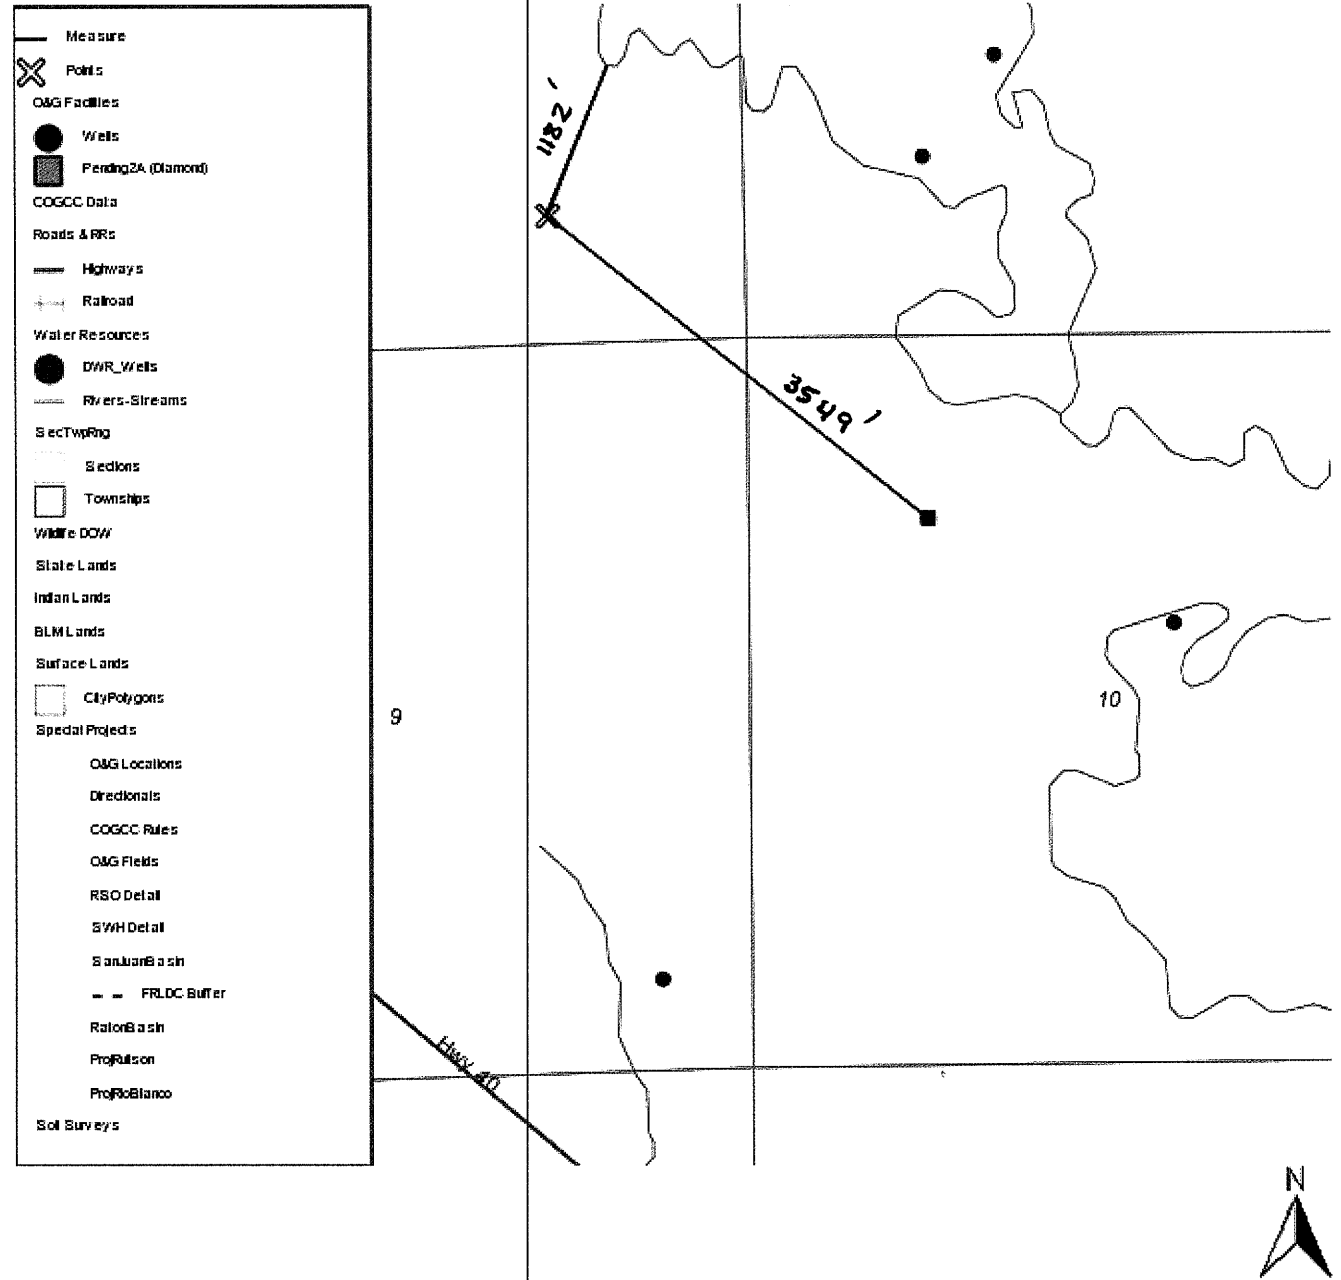 Measure
Points
O&G Facilities
Wells
Pending2A (Diamond)
COGCC Data
Roads & RRs
Highways
Railroad
Water Resources
DWR_Wells
Rivers-Streams
SecTwpRng
Sections
Townships
Wildlife DOW
State Lands
Indian Lands
BLM Lands
Surface Lands
CityPolygons
Special Projects
O&G Locations
Directionals
COGCC Rules
O&G Fields
RSO Detail
SWH Detail
SanJuanBasin
FRLDC Buffer
RatonBasin
ProjRulison
ProjRioBlanco
Soil Surveys
1182'
3549'
9
10
Hwy 40
N